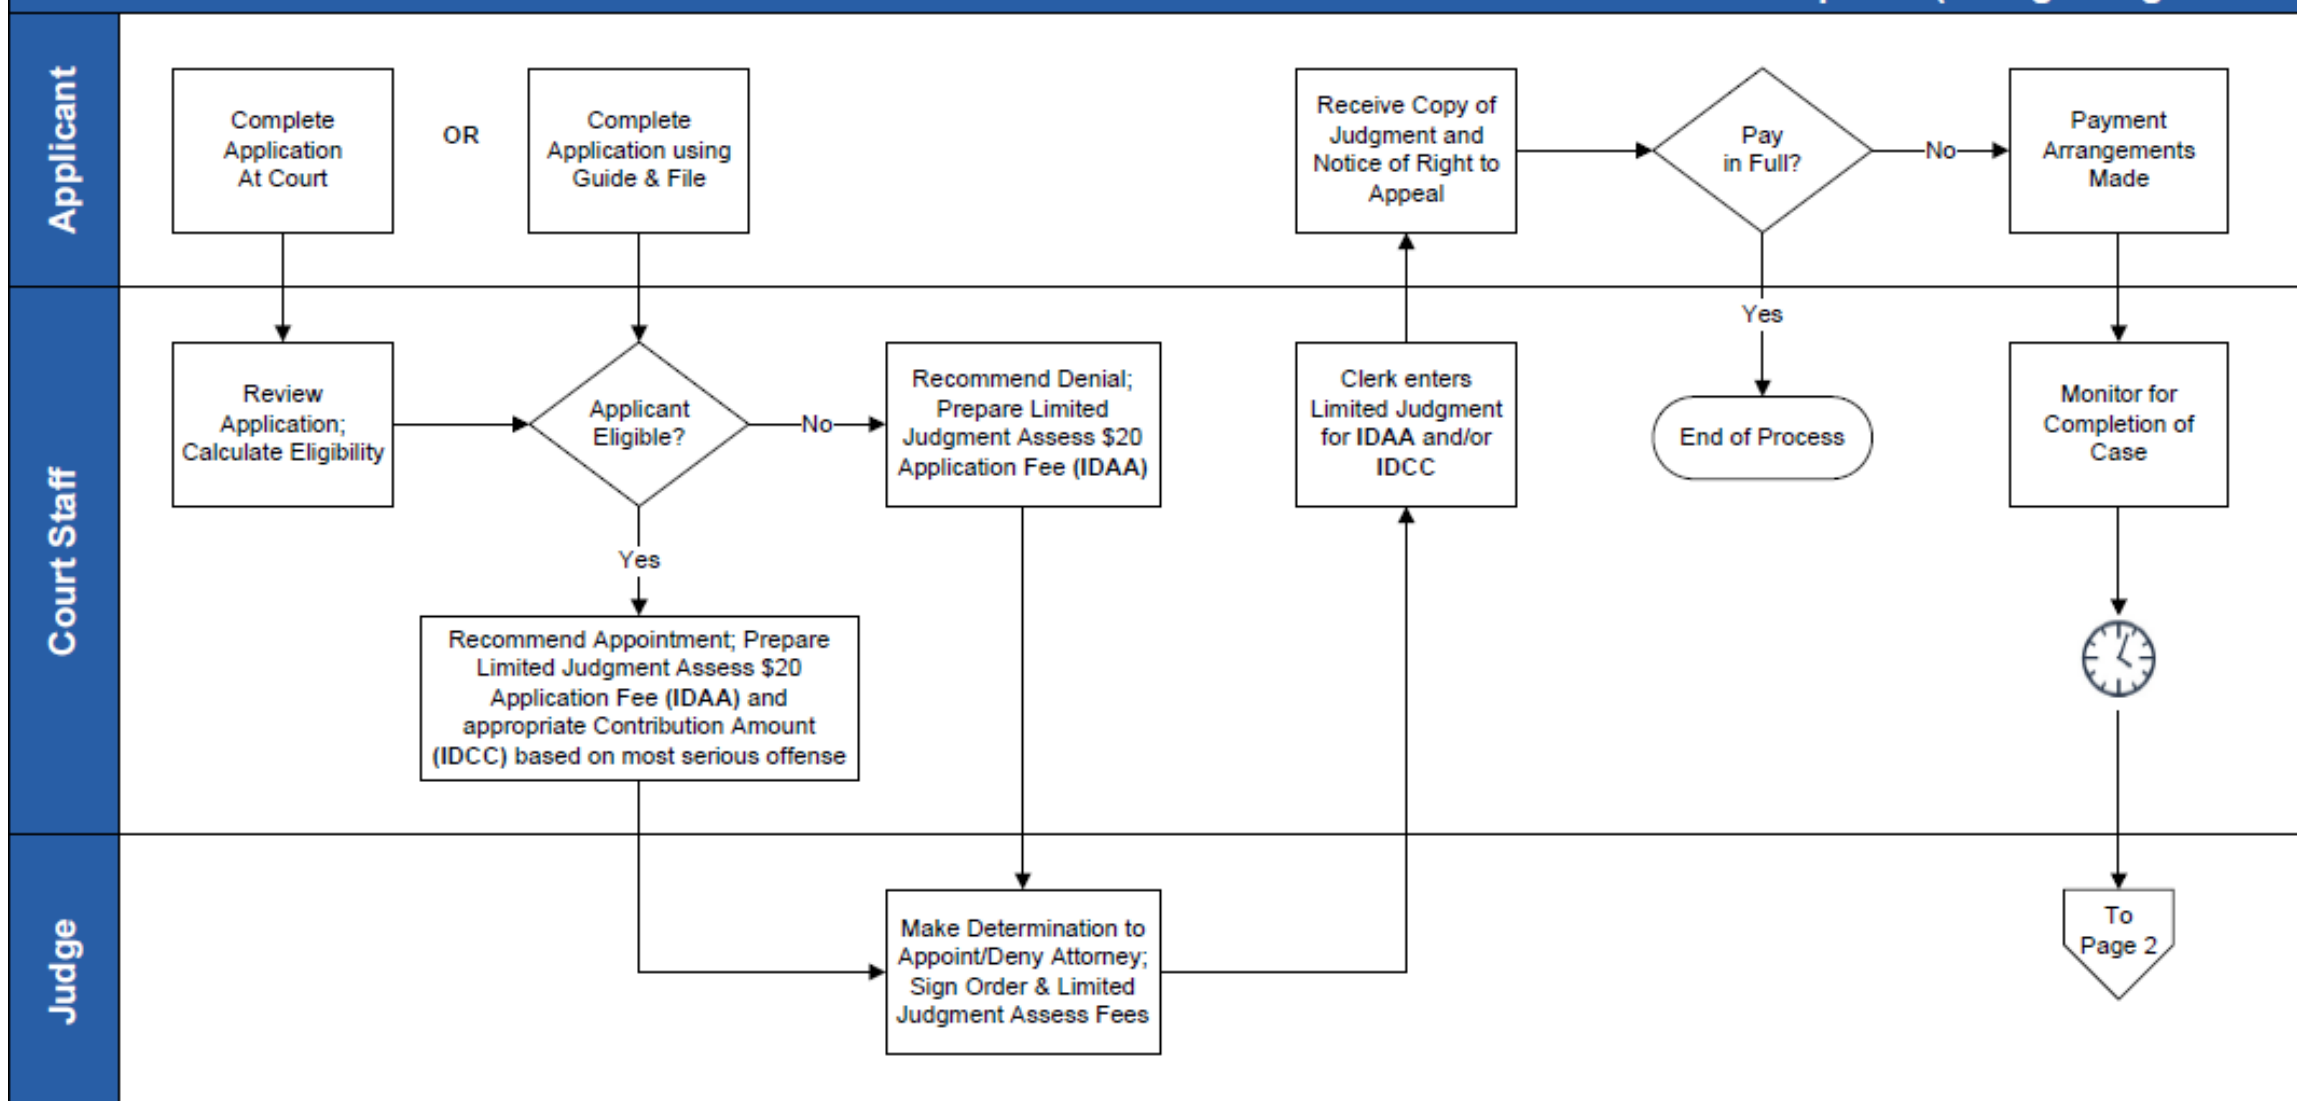 Applicant
Complete
Application
At Court
OR
Complete
Application using
Guide & File
Receive Copy of
Judgment and
Notice of Right to
Appeal
Pay
in Full?
No
Payment
Arrangements
Made
Court Staff
Review
Application;
Calculate Eligibility
Applicant
Eligible?
No
Recommend Denial;
Prepare Limited
Judgment Assess $20
Application Fee (IDAA)
Clerk enters
Limited Judgment
for IDAA and/or
IDCC
Yes
End of Process
Monitor for
Completion of
Case
Yes
Recommend Appointment; Prepare
Limited Judgment Assess $20
Application Fee (IDAA) and
appropriate Contribution Amount
(IDCC) based on most serious offense
Judge
Make Determination to
Appoint/Deny Attorney;
Sign Order & Limited
Judgment Assess Fees
To
Page 2